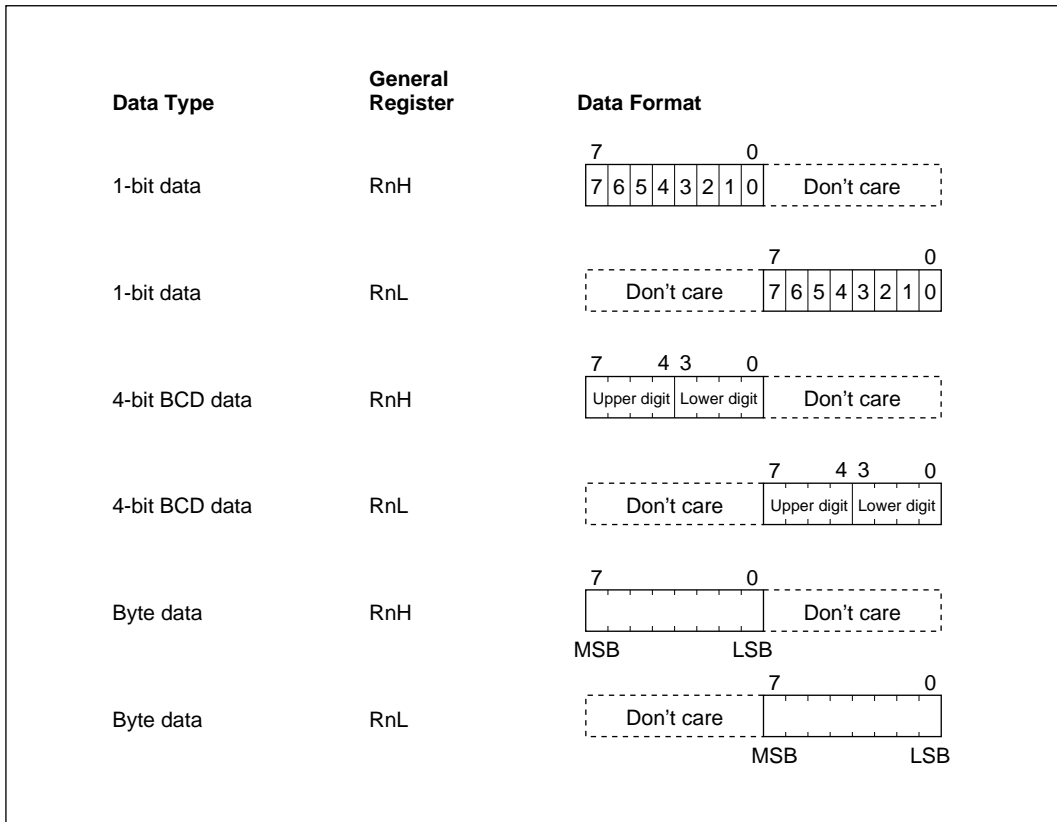 Data Type General Register Data Format
7 0
1-bit data RnH 7 6 5 4 3 2 1 0 Don't care
7 0
1-bit data RnL Don't care 7 6 5 4 3 2 1 0
7 4 3 0
4-bit BCD data RnH Upper digit Lower digit Don't care
7 4 3 0
4-bit BCD data RnL Don't care Upper digit Lower digit
7 0
Byte data RnH Don't care
MSB LSB
7 0
Byte data RnL Don't care
MSB LSB